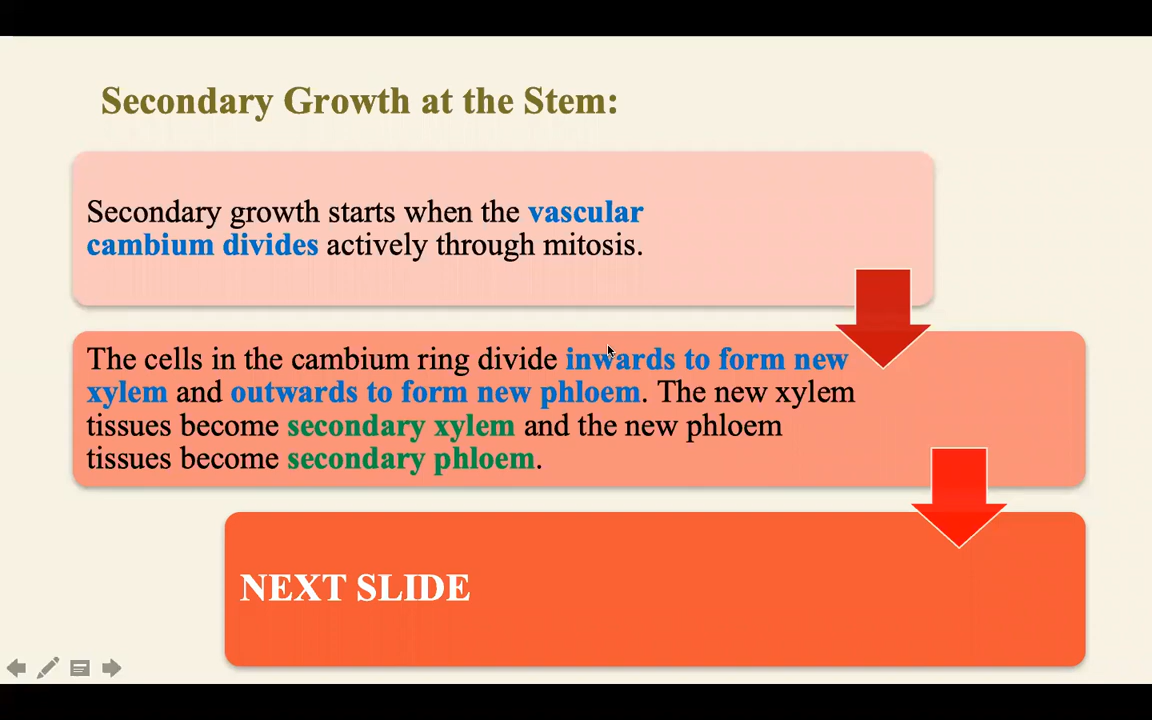 Secondary Growth at the Stem:
Secondary growth starts when the vascular
cambium divides actively through mitosis.
The cells in the cambium ring divide inwards to form new
xylem and outwards to form new phloem. The new xylem
tissues become secondary xylem and the new phloem
tissues become secondary phloem.
NEXT SLIDE